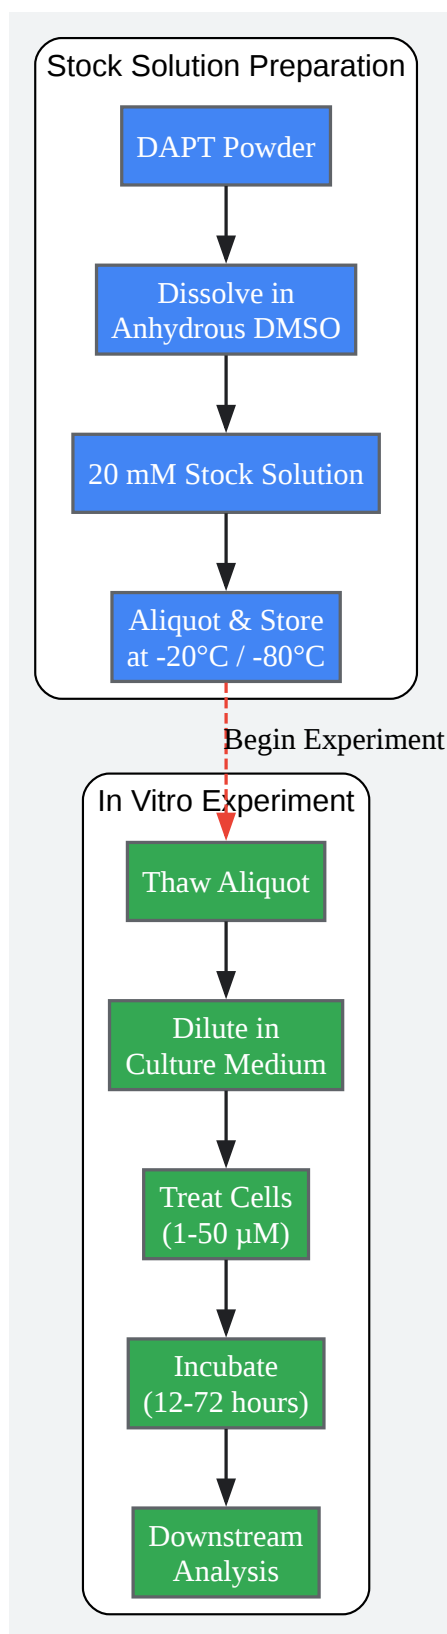 Stock Solution Preparation
DAPT Powder
Dissolve in
Anhydrous DMSO
20 mM Stock Solution
Aliquot & Store
at -20°C / -80°C
Begin Experiment
In Vitro Experiment
Thaw Aliquot
Dilute in
Culture Medium
Treat Cells
(1-50 µM)
Incubate
(12-72 hours)
Downstream
Analysis